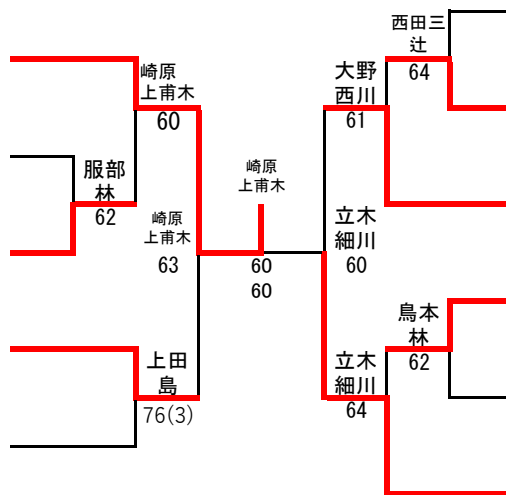 西田三
辻
64
崎原
上甫木
60
大野
西川
61
服部
林
62
崎原
上甫木
崎原
上甫木
63
立木
細川
60
60
60
鳥本
林
62
上田
島
76(3)
立木
細川
64